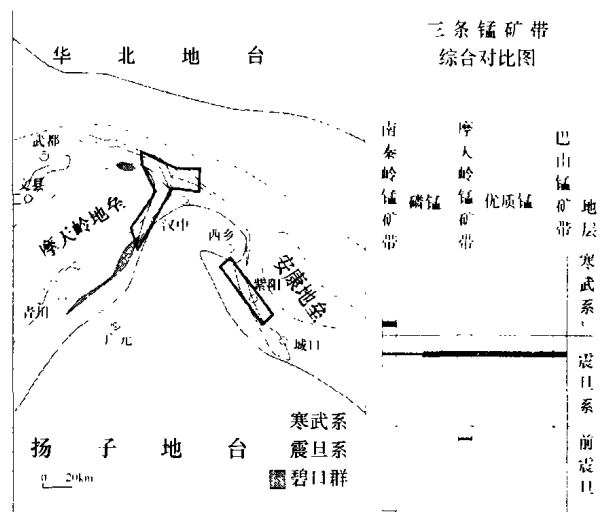 三条锰矿带
综合对比图
华北地台
武都
文县
摩天岭地垒
汉中
西乡
安康地垒
紫阳
青川
广元
城口
扬子地台
0 20km
寒武系
震旦系
碧口群
南秦岭锰矿带
磷锰
摩天岭锰矿带
优质锰
巴山锰矿带
地层
寒武系
震旦系
前震旦